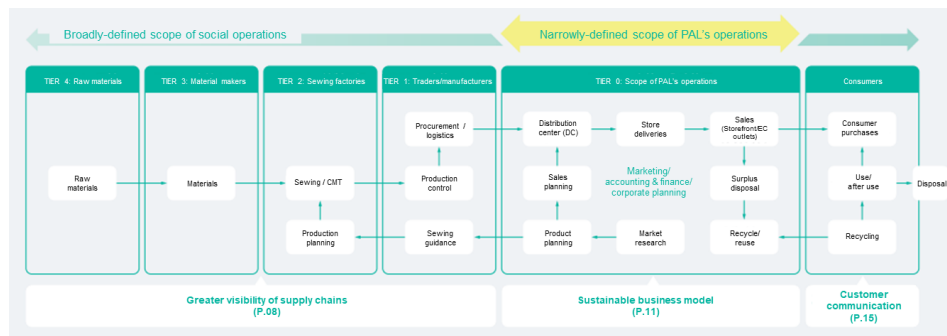 Broadly-defined scope of social operations
Narrowly-defined scope of PAL's operations
TIER 4: Raw materials
TIER 3: Material makers
TIER 2: Sewing factories
TIER 1: Traders/manufacturers
TIER 0: Scope of PAL's operations
Consumers
Procurement /
logistics
Distribution
center (DC)
Store
deliveries
Sales
(Storefront/EC
outlets)
Consumer
purchases
Raw
materials
Materials
Sewing / CMT
Production
control
Sales
planning
Marketing/
accounting & finance/
corporate planning
Surplus
disposal
Use/
after use
Disposal
Production
planning
Sewing
guidance
Product
planning
Market
research
Recycle/
reuse
Recycling
Greater visibility of supply chains
(P.08)
Sustainable business model
(P.11)
Customer
communication
(P.15)